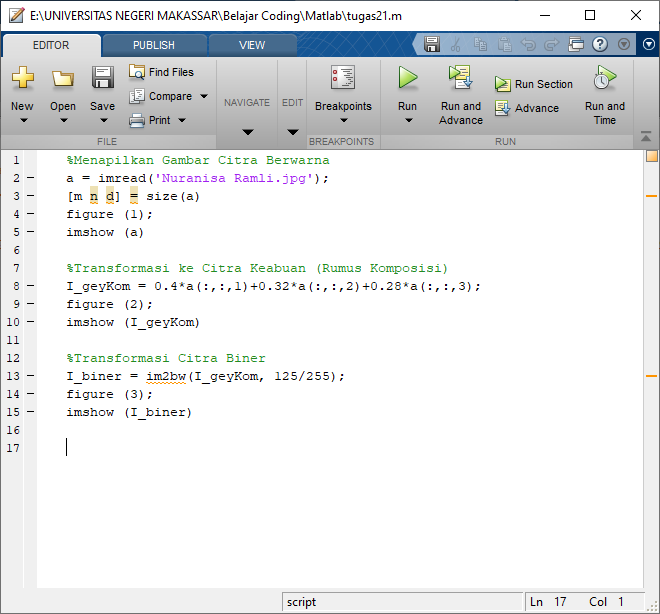 E:\UNIVERSITAS NEGERI MAKASSAR\Belajar Coding\Matlab\tugas21.m
EDITOR PUBLISH VIEW
New Open Save Find Files Compare Print NAVIGATE EDIT Breakpoints Run Run and Advance Run Section Advance Run and Time
FILE BREAKPOINTS RUN
1 %Menapilkan Gambar Citra Berwarna
2 – a = imread('Nuranisa Ramli.jpg');
3 – [m n d] = size(a)
4 – figure (1);
5 – imshow (a)
6
7 %Transformasi ke Citra Keabuan (Rumus Komposisi)
8 – I_geyKom = 0.4*a(:,:,1)+0.32*a(:,:,2)+0.28*a(:,:,3);
9 – figure (2);
10 – imshow (I_geyKom)
11
12 %Transformasi Citra Biner
13 – I_biner = im2bw(I_geyKom, 125/255);
14 – figure (3);
15 – imshow (I_biner)
16
17
script Ln 17 Col 1